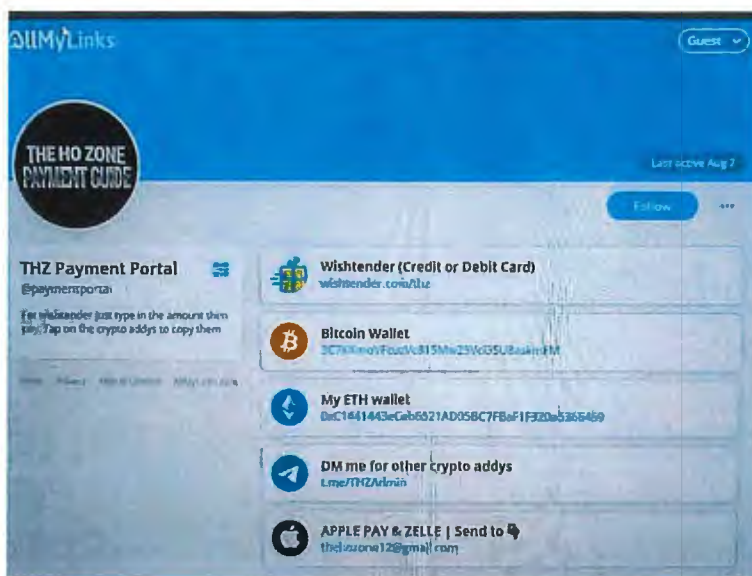 AllMyLinks
Guest
THE HO ZONE
PAYMENT GUIDE
Last active Aug 7
Follow
THZ Payment Portal
@paymentportal
For wishtender just type in the amount then
pay. Tap on the crypto addys to copy them
Wishtender (Credit or Debit Card)
wishtender.com/thz
Bitcoin Wallet
My ETH wallet
DM me for other crypto addys
t.me/THZAdmin
APPLE PAY & ZELLE | Send to 👇
thehozone12@gmail.com